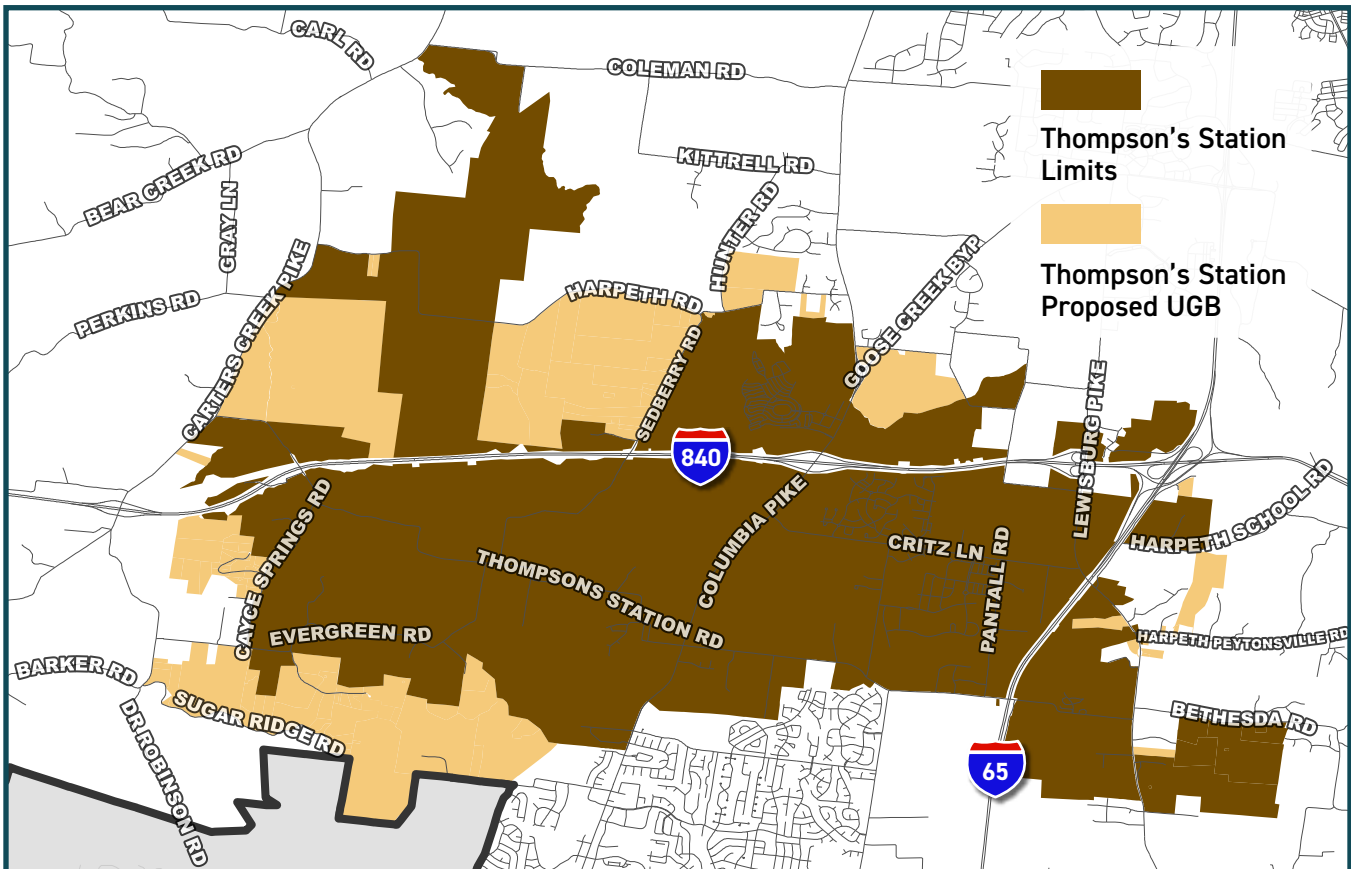 CARL RD
COLEMAN RD
Thompson's Station
Limits
KITTRELL RD
BEAR CREEK RD
GRAY LN
HUNTER RD
Thompson's Station
Proposed UGB
HARPETH RD
PERKINS RD
CARTERS CREEK PIKE
GOOSE CREEK BYP
SEDBERRY RD
LEWISBURG PIKE
840
HARPETH SCHOOL RD
COLUMBIA PIKE
CAYCE SPRINGS RD
CRITZ LN
PANTALL RD
THOMPSONS STATION RD
EVERGREEN RD
HARPETH PEYTONSVILLE RD
BARKER RD
SUGAR RIDGE RD
BETHESDA RD
DR ROBINSON RD
65